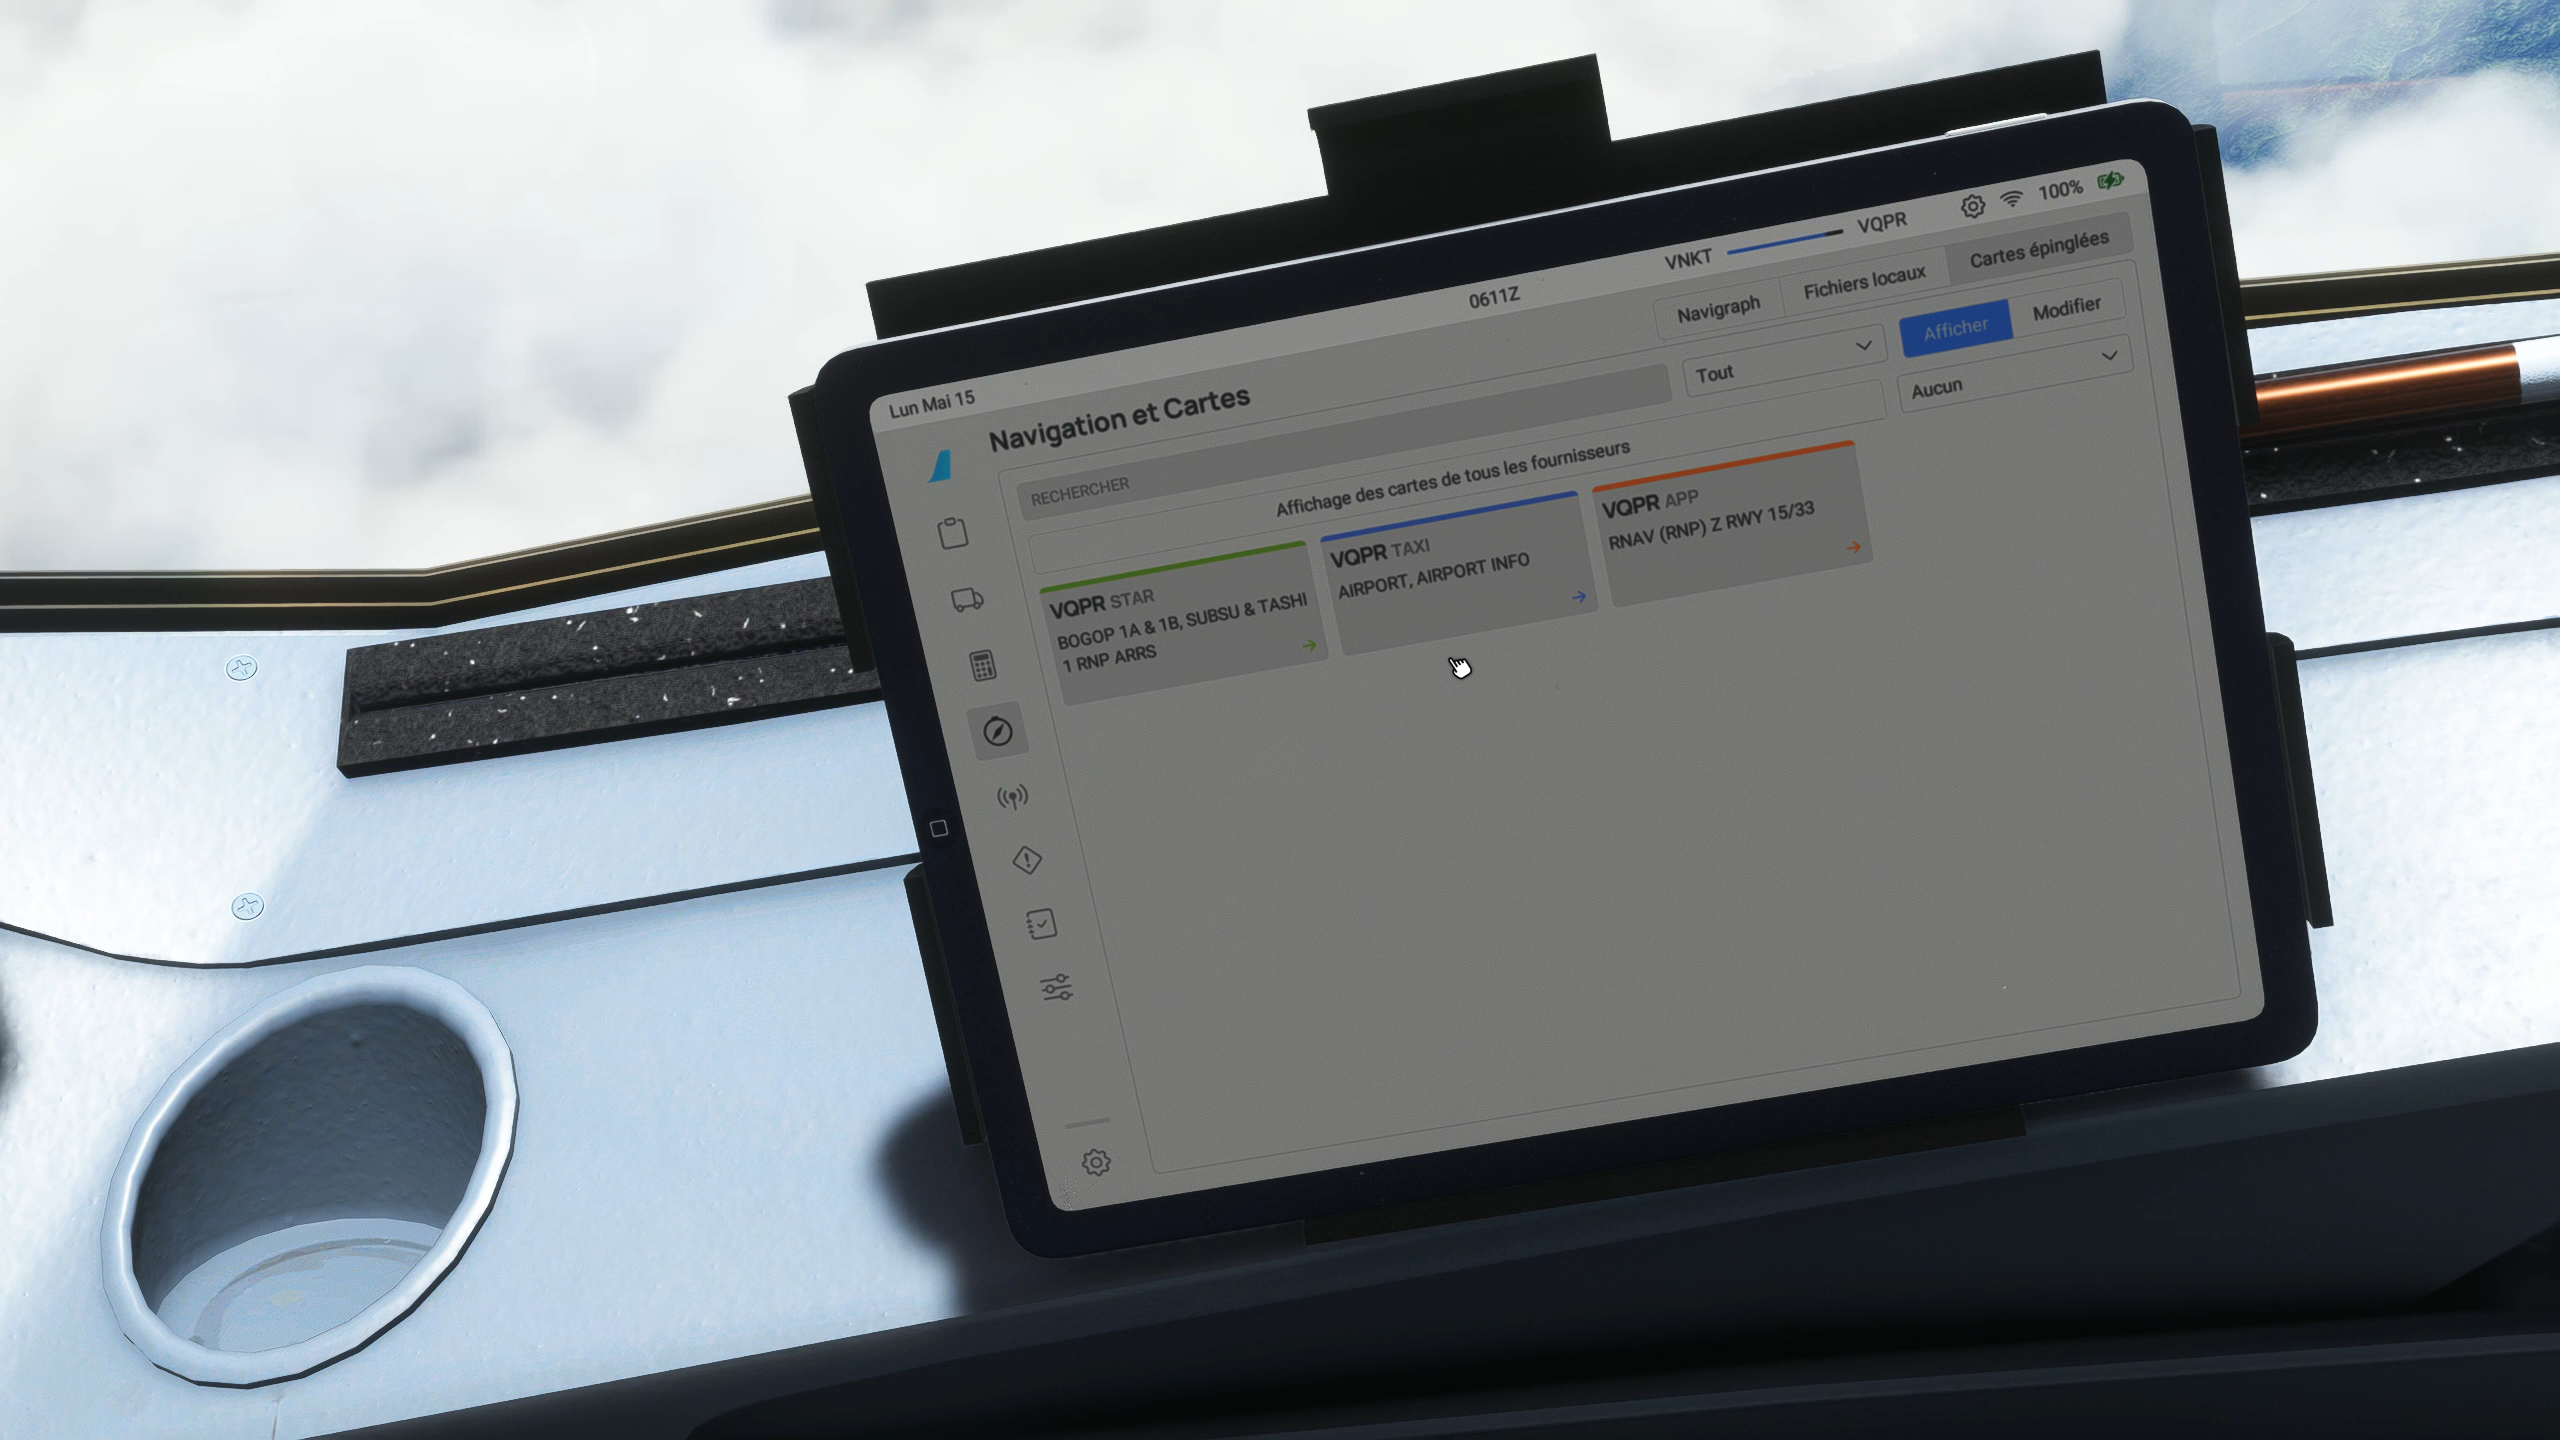 Lun Mai 15
0611Z
VNKT
VQPR
100%
Navigation et Cartes
Navigraph
Fichiers locaux
Cartes épinglées
RECHERCHER
Tout
Afficher
Modifier
Affichage des cartes de tous les fournisseurs
Aucun
VQPR STAR
BOGOP 1A & 1B, SUBSU & TASHI
1 RNP ARRS
VQPR TAXI
AIRPORT, AIRPORT INFO
VQPR APP
RNAV (RNP) Z RWY 15/33